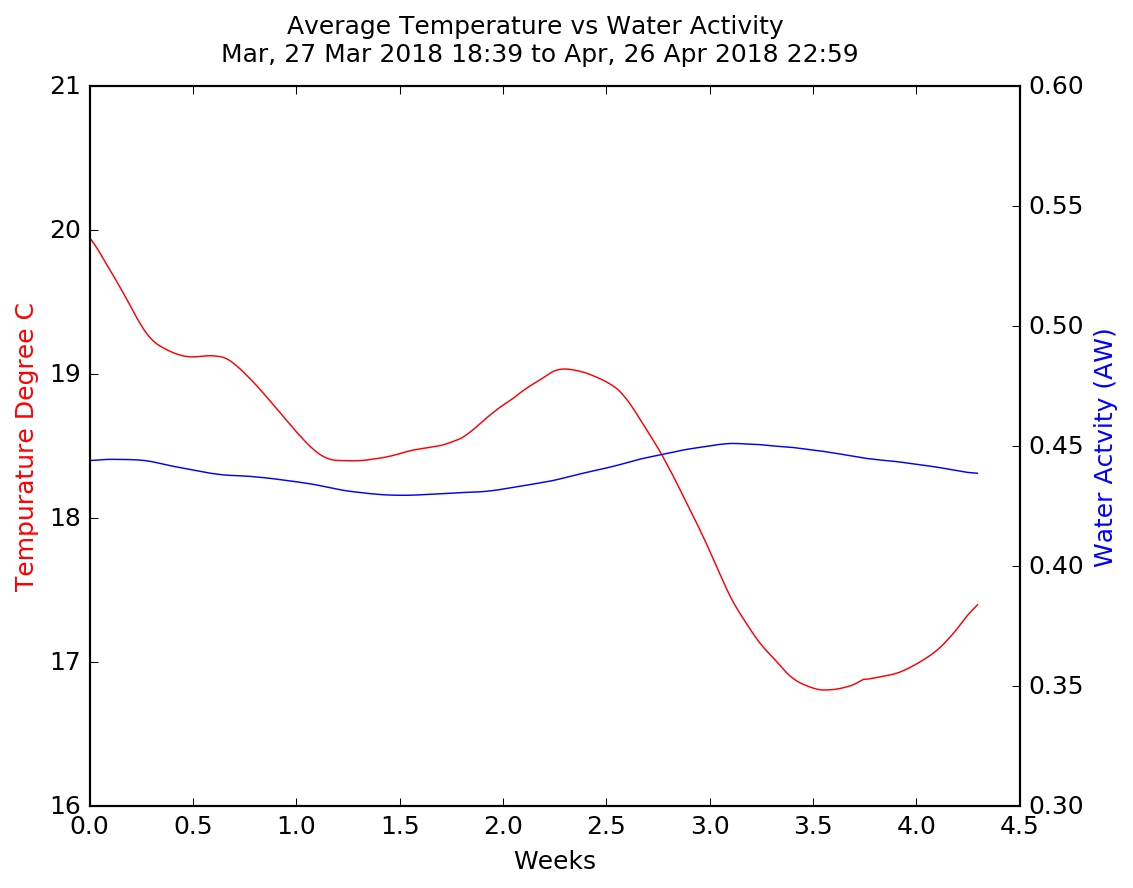 Average Temperature vs Water Activity
Mar, 27 Mar 2018 18:39 to Apr, 26 Apr 2018 22:59
21
20
19
18
17
16
Tempurature Degree C
0.60
0.55
0.50
0.45
0.40
0.35
0.30
Water Actvity (AW)
0.0 0.5 1.0 1.5 2.0 2.5 3.0 3.5 4.0 4.5
Weeks